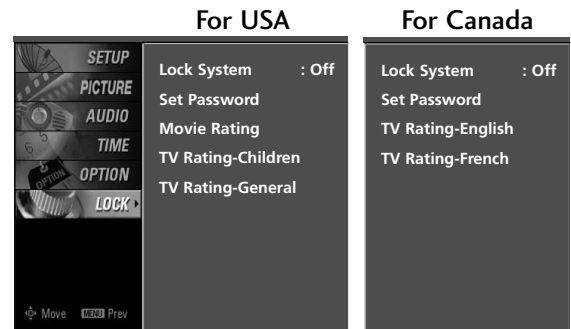 For USA
For Canada
SETUP
PICTURE
AUDIO
TIME
OPTION
LOCK
Move MENU Prev
Lock System : Off
Set Password
Movie Rating
TV Rating-Children
TV Rating-General
Lock System : Off
Set Password
TV Rating-English
TV Rating-French